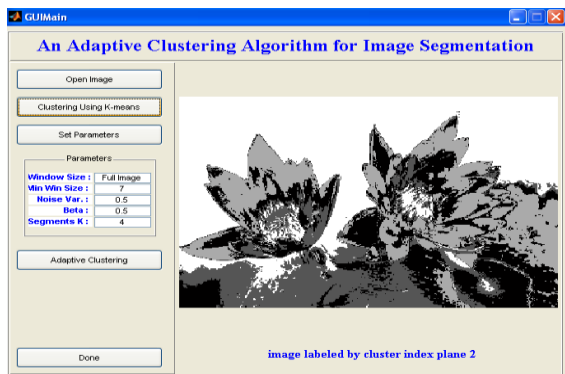 GUIMain
An Adaptive Clustering Algorithm for Image Segmentation
Open Image
Clustering Using K-means
Set Parameters
Parameters
Window Size : Full Image
Min Win Size : 7
Noise Var. : 0.5
Beta : 0.5
Segments K : 4
Adaptive Clustering
Done
image labeled by cluster index plane 2